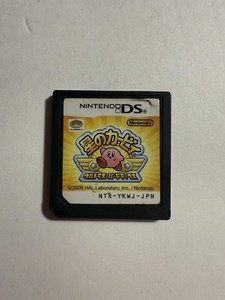 NINTENDO DS
Nintendo
星のカービィ
ウルトラスーパーデラックス
© 2008 HAL Laboratory, Inc. / Nintendo
NTR-YKWJ-JPN